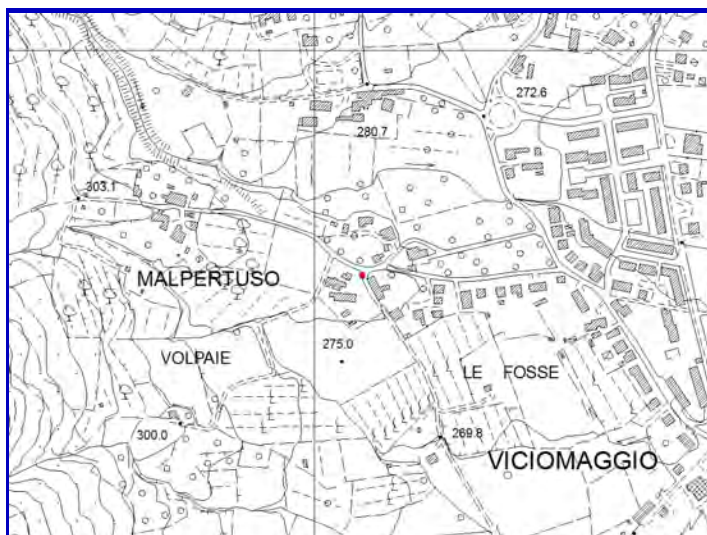 272.6
280.7
303.1
MALPERTUSO
275.0
VOLPAIE
LE FOSSE
300.0
269.8
VICIOMAGGIO